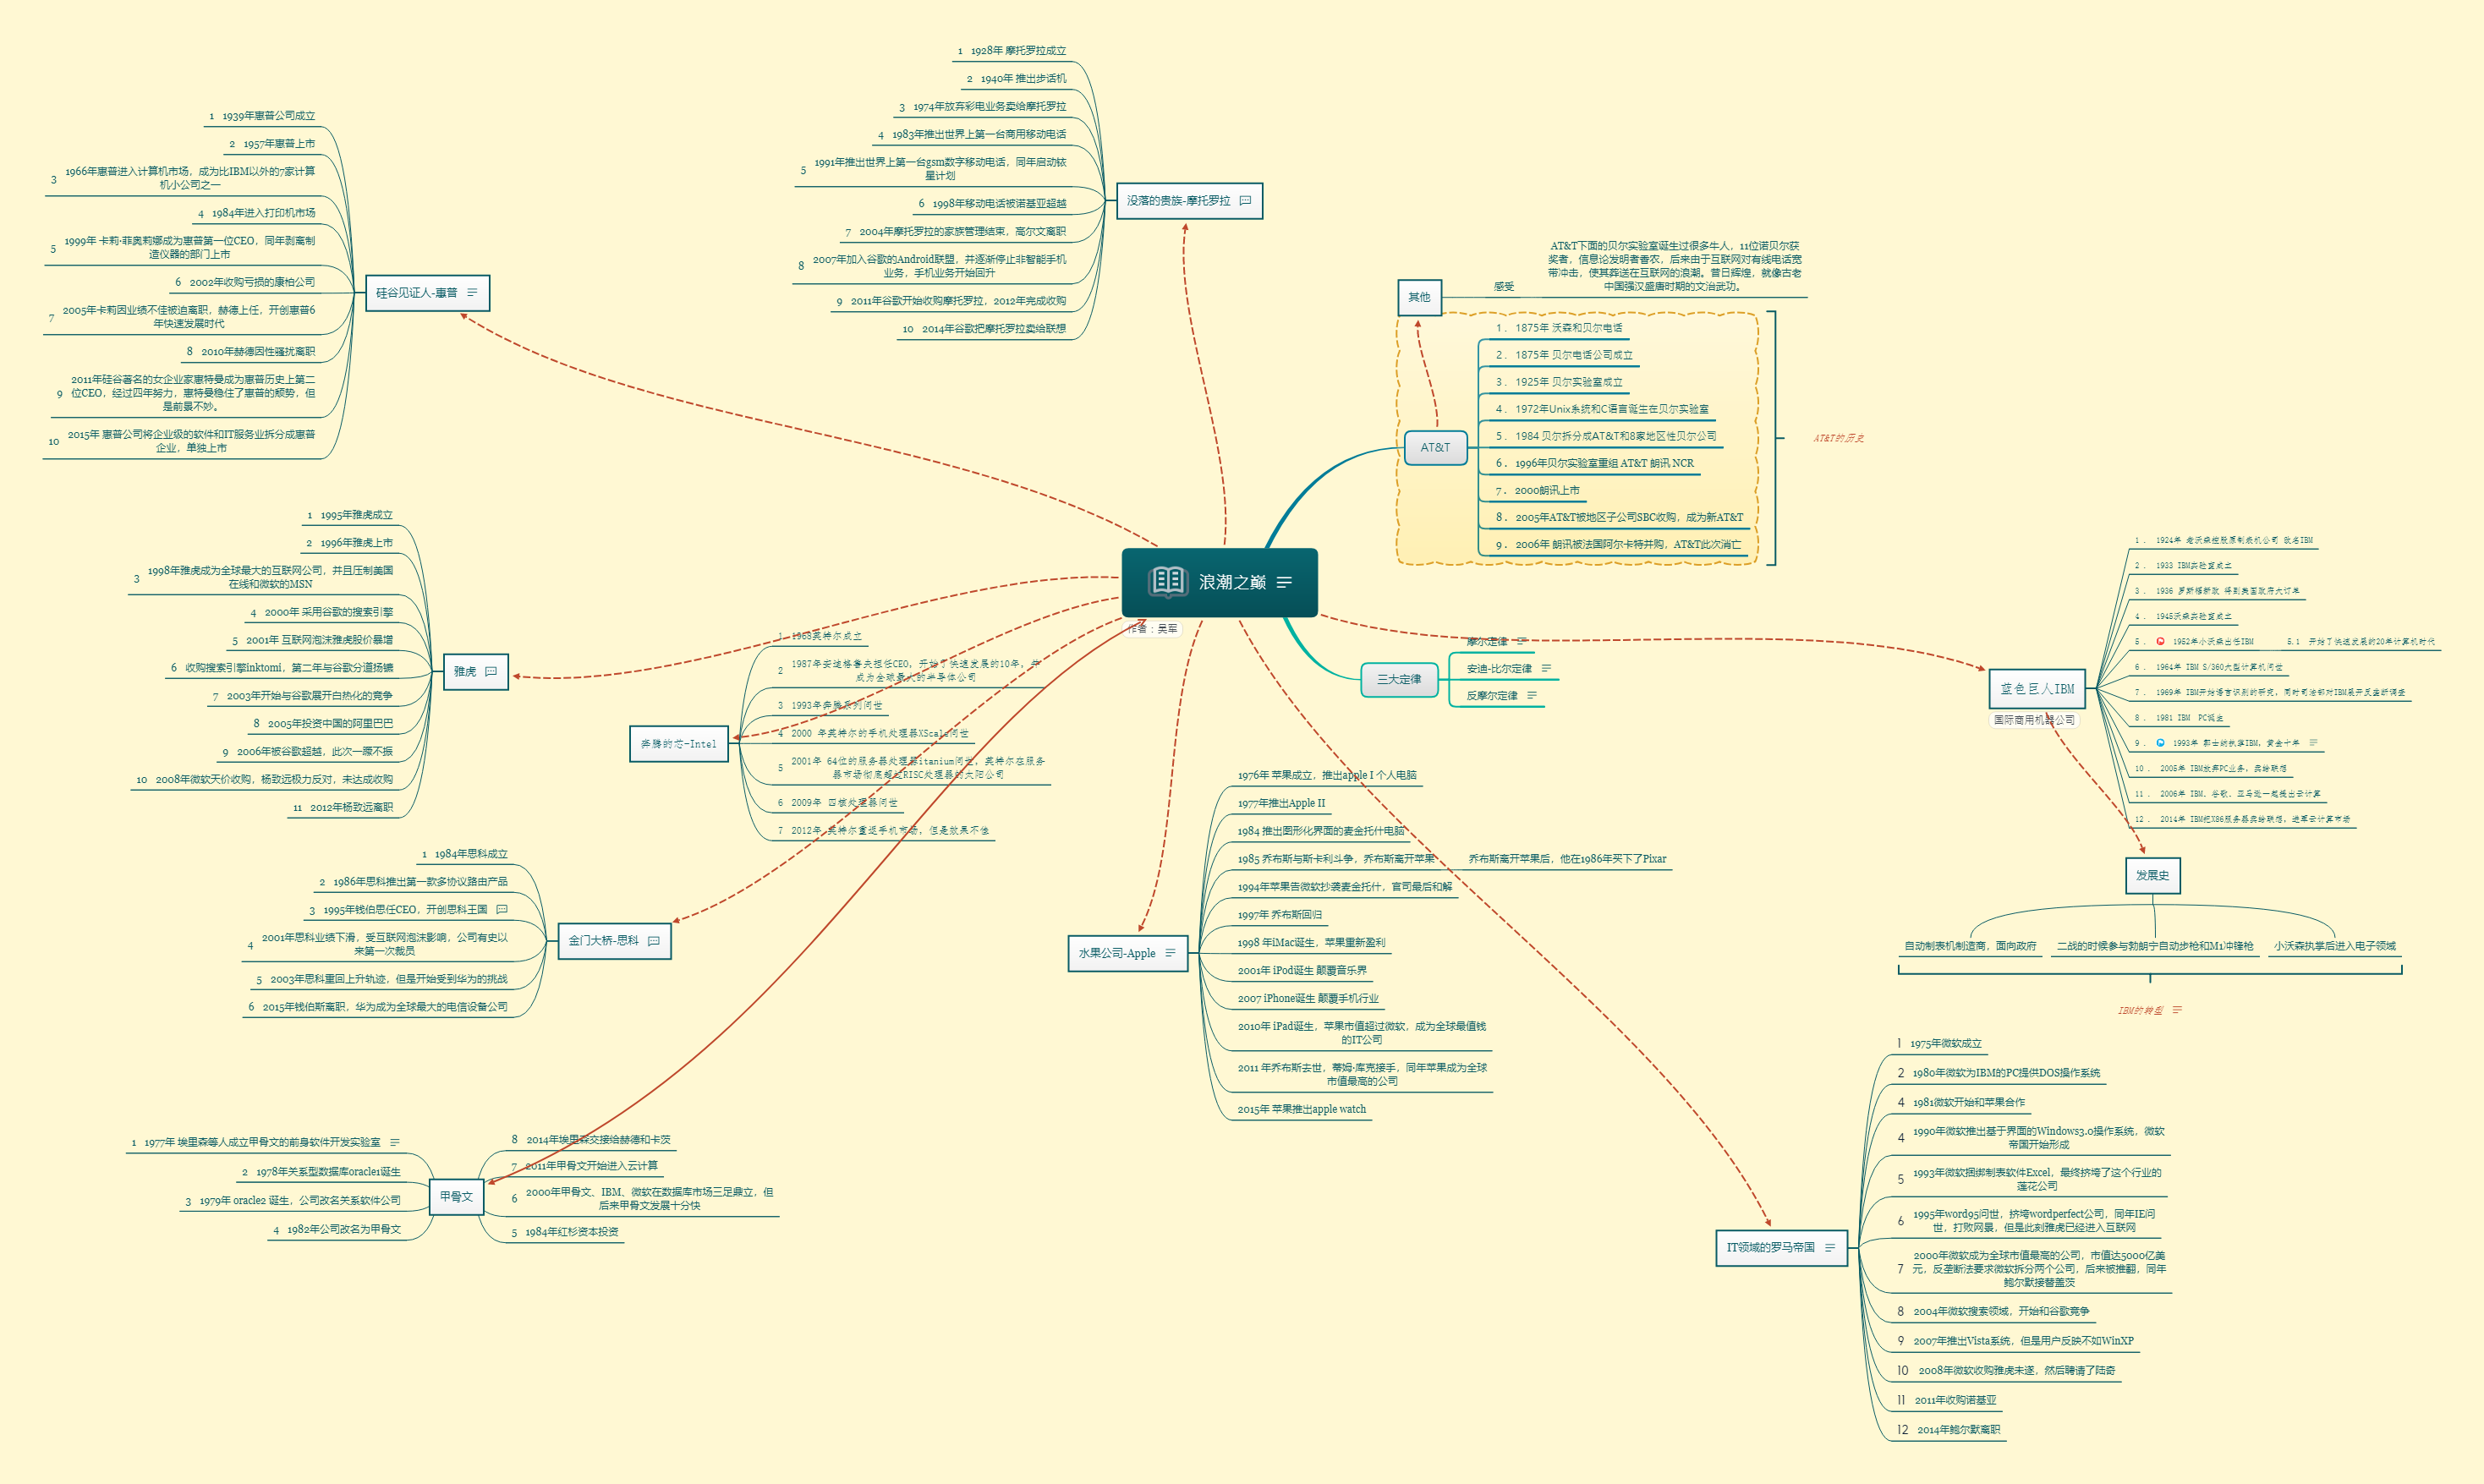 浪潮之巅
作者：吴军
没落的贵族-摩托罗拉
1 1928年 摩托罗拉成立
2 1940年 推出步话机
3 1974年放弃彩电业务卖给摩托罗拉
4 1983年推出世界上第一台商用移动电话
5 1991年推出世界上第一台gsm数字移动电话，同年启动铱
星计划
6 1998年移动电话被诺基亚超越
7 2004年摩托罗拉的家族管理结束，高尔文离职
8 2007年加入谷歌的Android联盟，并逐渐停止非智能手机
业务，手机业务开始回升
9 2011年谷歌开始收购摩托罗拉，2012年完成收购
10 2014年谷歌把摩托罗拉卖给联想
硅谷见证人-惠普
1 1939年惠普公司成立
2 1957年惠普上市
3 1966年惠普进入计算机市场，成为比IBM以外的7家计算
机小公司之一
4 1984年进入打印机市场
5 1999年 卡莉·菲奥莉娜成为惠普第一位CEO，同年剥离制
造仪器的部门上市
6 2002年收购亏损的康柏公司
7 2005年卡莉因业绩不佳被迫离职，赫德上任，开创惠普6
年快速发展时代
8 2010年赫德因性骚扰离职
9 2011年硅谷著名的女企业家惠特曼成为惠普历史上第二
位CEO，经过四年努力，惠特曼稳住了惠普的颓势，但
是前景不妙。
10 2015年 惠普公司将企业级的软件和IT服务业拆分成惠普
企业，单独上市
其他
感受
AT&T下面的贝尔实验室诞生过很多牛人，11位诺贝尔获
奖者，信息论发明者香农，后来由于互联网对有线电话宽
带冲击，使其葬送在互联网的浪潮。昔日辉煌，就像古老
中国强汉盛唐时期的文治武功。
AT&T
1. 1875年 沃森和贝尔电话
2. 1875年 贝尔电话公司成立
3. 1925年 贝尔实验室成立
4. 1972年Unix系统和C语言诞生在贝尔实验室
5. 1984 贝尔拆分成AT&T和8家地区性贝尔公司
6. 1996年贝尔实验室重组 AT&T 朗讯 NCR
7. 2000朗讯上市
8. 2005年AT&T被地区子公司SBC收购，成为新AT&T
9. 2006年 朗讯被法国阿尔卡特并购，AT&T此次消亡
AT&T的历史
三大定律
摩尔定律
安迪-比尔定律
反摩尔定律
蓝色巨人IBM
国际商用机器公司
1. 1924年 老沃森控股原制表机公司 改名IBM
2. 1933 IBM实验室成立
3. 1936 罗斯福新政 得到美国政府大订单
4. 1945沃森实验室成立
5. 1952年小沃森出任IBM
5.1 开始了快速发展的20年计算机时代
6. 1964年 IBM S/360大型计算机问世
7. 1969年 IBM开始语言识别的研究，同时司法部对IBM展开反垄断调查
8. 1981 IBM PC诞生
9. 1993年 郭士纳执掌IBM，黄金十年
10. 2005年 IBM放弃PC业务，卖给联想
11. 2006年 IBM、谷歌、亚马逊一起提出云计算
12. 2014年 IBM把X86服务器卖给联想，进军云计算市场
发展史
自动制表机制造商，面向政府
二战的时候参与勃朗宁自动步枪和M1冲锋枪
小沃森执掌后进入电子领域
IBM的转型
雅虎
1 1995年雅虎成立
2 1996年雅虎上市
3 1998年雅虎成为全球最大的互联网公司，并且压制美国
在线和微软的MSN
4 2000年 采用谷歌的搜索引擎
5 2001年 互联网泡沫雅虎股价暴增
6 收购搜索引擎inktomi，第二年与谷歌分道扬镳
7 2003年开始与谷歌展开白热化的竞争
8 2005年投资中国的阿里巴巴
9 2006年被谷歌超越，此次一蹶不振
10 2008年微软天价收购，杨致远极力反对，未达成收购
11 2012年杨致远离职
奔腾的芯-Intel
1 1968英特尔成立
2 1987年安迪格鲁夫担任CEO，开始了快速发展的10年，并
成为全球最大的半导体公司
3 1993年奔腾系列问世
4 2000 年英特尔的手机处理器XScale问世
5 2001年 64位的服务器处理器itanium问世，英特尔在服务
器市场彻底超过RISC处理器的太阳公司
6 2009年 四核处理器问世
7 2012年 英特尔重返手机市场，但是效果不佳
金门大桥-思科
1 1984年思科成立
2 1986年思科推出第一款多协议路由产品
3 1995年钱伯思任CEO，开创思科王国
4 2001年思科业绩下滑，受互联网泡沫影响，公司有史以
来第一次裁员
5 2003年思科重回上升轨迹，但是开始受到华为的挑战
6 2015年钱伯斯离职，华为成为全球最大的电信设备公司
水果公司-Apple
1976年 苹果成立，推出apple I 个人电脑
1977年推出Apple II
1984 推出图形化界面的麦金托什电脑
1985 乔布斯与斯卡利斗争，乔布斯离开苹果
乔布斯离开苹果后，他在1986年买下了Pixar
1994年苹果告微软抄袭麦金托什，官司最后和解
1997年 乔布斯回归
1998 年iMac诞生，苹果重新盈利
2001年 iPod诞生 颠覆音乐界
2007 iPhone诞生 颠覆手机行业
2010年 iPad诞生，苹果市值超过微软，成为全球最值钱
的IT公司
2011 年乔布斯去世，蒂姆·库克接手，同年苹果成为全球
市值最高的公司
2015年 苹果推出apple watch
甲骨文
1 1977年 埃里森等人成立甲骨文的前身软件开发实验室
2 1978年关系型数据库oracle1诞生
3 1979年 oracle2 诞生，公司改名关系软件公司
4 1982年公司改名为甲骨文
8 2014年埃里森交接给赫德和卡茨
7 2011年甲骨文开始进入云计算
6 2000年甲骨文、IBM、微软在数据库市场三足鼎立，但
后来甲骨文发展十分快
5 1984年红杉资本投资
IT领域的罗马帝国
1 1975年微软成立
2 1980年微软为IBM的PC提供DOS操作系统
4 1981微软开始和苹果合作
4 1990年微软推出基于界面的Windows3.0操作系统，微软
帝国开始形成
5 1993年微软捆绑制表软件Excel，最终挤垮了这个行业的
莲花公司
6 1995年word95问世，挤垮wordperfect公司，同年IE问
世，打败网景，但是此刻雅虎已经进入互联网
7 2000年微软成为全球市值最高的公司，市值达5000亿美
元，反垄断法要求微软拆分两个公司，后来被推翻，同年
鲍尔默接替盖茨
8 2004年微软搜索领域，开始和谷歌竞争
9 2007年推出Vista系统，但是用户反映不如WinXP
10 2008年微软收购雅虎未遂，然后聘请了陆奇
11 2011年收购诺基亚
12 2014年鲍尔默离职